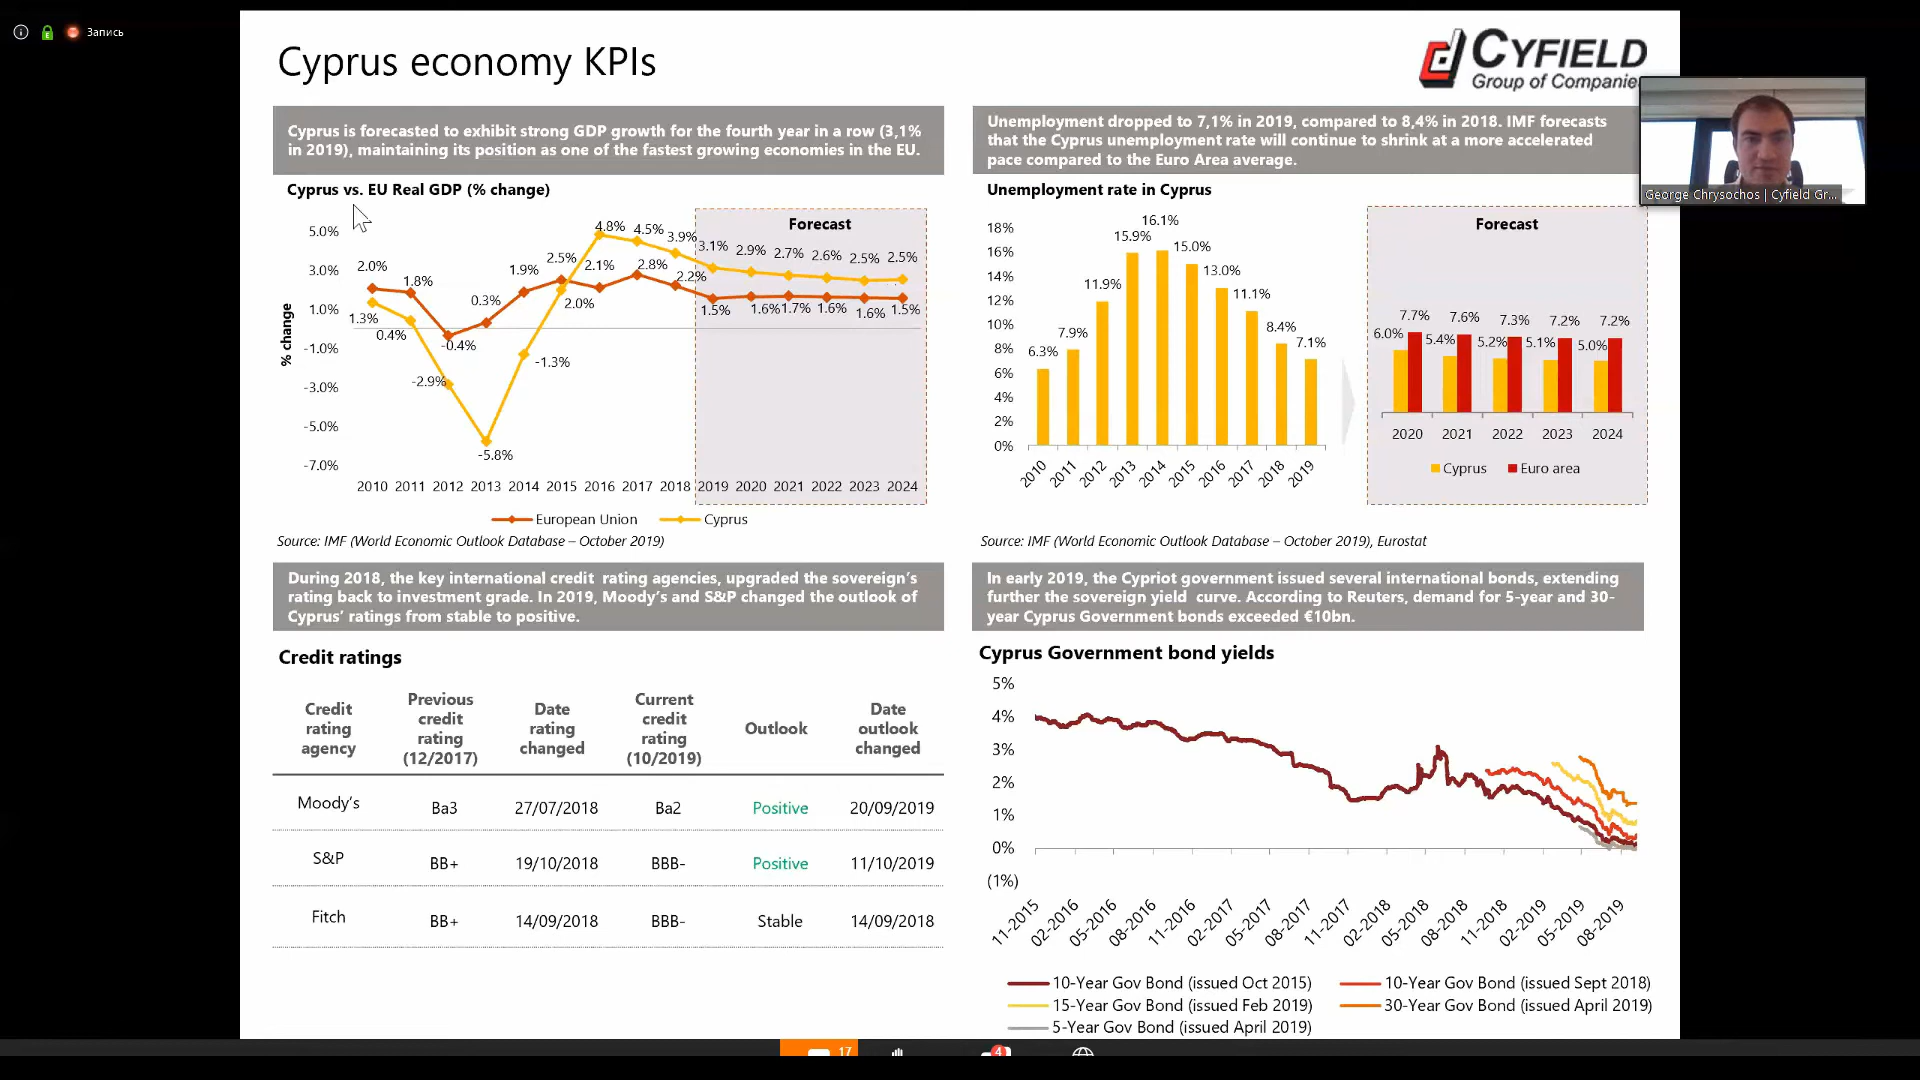 Запись
Cyprus economy KPIs
CYFIELD
Group of Companie
George Chrysochos | Cyfield Gr...
Cyprus is forecasted to exhibit strong GDP growth for the fourth year in a row (3,1%
in 2019), maintaining its position as one of the fastest growing economies in the EU.
Cyprus vs. EU Real GDP (% change)
% change
5.0%
3.0%
1.0%
-1.0%
-3.0%
-5.0%
-7.0%
Forecast
4.8% 4.5% 3.9% 3.1% 2.9% 2.7% 2.6% 2.5% 2.5%
2.0% 1.8% 1.9% 2.5% 2.1% 2.8% 2.2%
0.3% 2.0% 1.5% 1.6% 1.7% 1.6% 1.6% 1.5%
1.3% 0.4% -0.4% -1.3%
-2.9%
-5.8%
2010 2011 2012 2013 2014 2015 2016 2017 2018 2019 2020 2021 2022 2023 2024
European Union Cyprus
Source: IMF (World Economic Outlook Database – October 2019)
Unemployment dropped to 7,1% in 2019, compared to 8,4% in 2018. IMF forecasts
that the Cyprus unemployment rate will continue to shrink at a more accelerated
pace compared to the Euro Area average.
Unemployment rate in Cyprus
18%
16%
14%
12%
10%
8%
6%
4%
2%
0%
6.3% 7.9% 11.9% 15.9% 16.1% 15.0% 13.0% 11.1% 8.4% 7.1%
2010 2011 2012 2013 2014 2015 2016 2017 2018 2019
Forecast
7.7% 7.6% 7.3% 7.2% 7.2%
6.0% 5.4% 5.2% 5.1% 5.0%
2020 2021 2022 2023 2024
Cyprus Euro area
Source: IMF (World Economic Outlook Database – October 2019), Eurostat
During 2018, the key international credit rating agencies, upgraded the sovereign's
rating back to investment grade. In 2019, Moody's and S&P changed the outlook of
Cyprus' ratings from stable to positive.
Credit ratings
Credit rating agency
Previous credit rating (12/2017)
Date rating changed
Current credit rating (10/2019)
Outlook
Date outlook changed
Moody's Ba3 27/07/2018 Ba2 Positive 20/09/2019
S&P BB+ 19/10/2018 BBB- Positive 11/10/2019
Fitch BB+ 14/09/2018 BBB- Stable 14/09/2018
In early 2019, the Cypriot government issued several international bonds, extending
further the sovereign yield curve. According to Reuters, demand for 5-year and 30-
year Cyprus Government bonds exceeded €10bn.
Cyprus Government bond yields
5%
4%
3%
2%
1%
0%
(1%)
11-2015 02-2016 05-2016 08-2016 11-2016 02-2017 05-2017 08-2017 11-2017 02-2018 05-2018 08-2018 11-2018 02-2019 05-2019 08-2019
10-Year Gov Bond (issued Oct 2015) 10-Year Gov Bond (issued Sept 2018)
15-Year Gov Bond (issued Feb 2019) 30-Year Gov Bond (issued April 2019)
5-Year Gov Bond (issued April 2019)
17
4